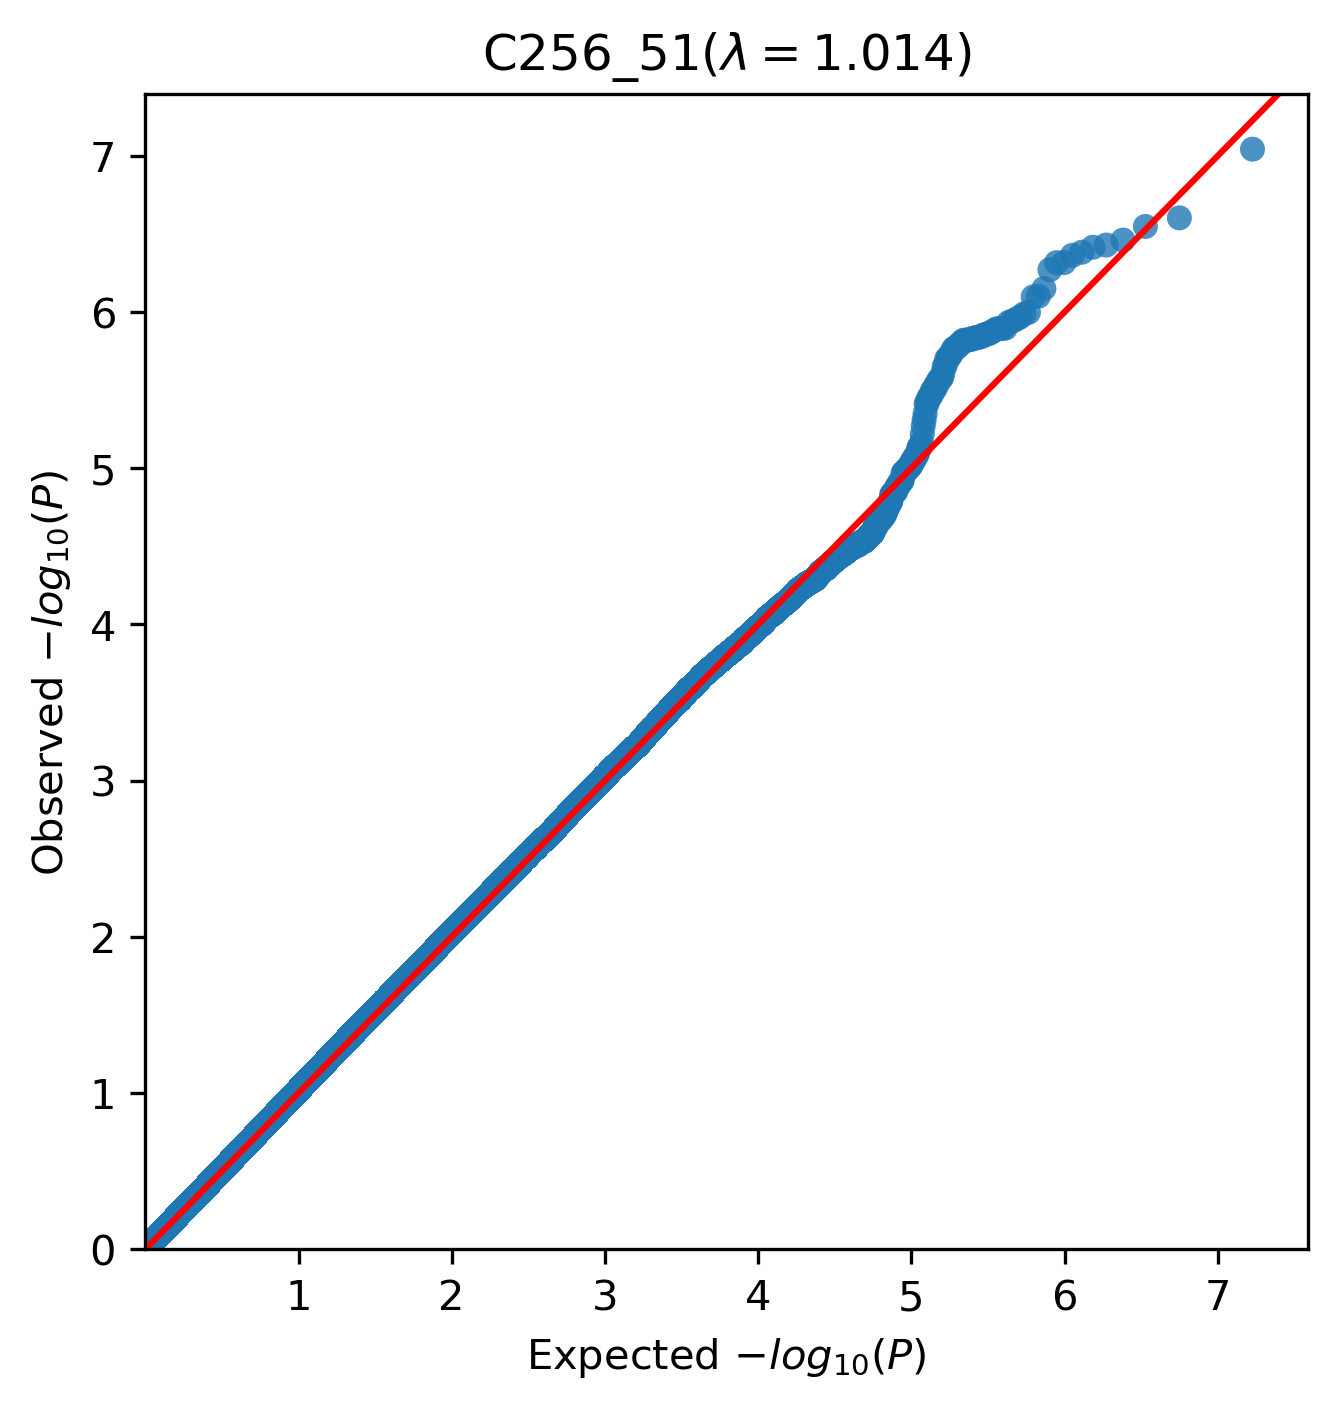 C256_51(λ = 1.014)
7
6
5
4
3
2
1
0
Observed −log₁₀(P)
1 2 3 4 5 6 7
Expected −log₁₀(P)